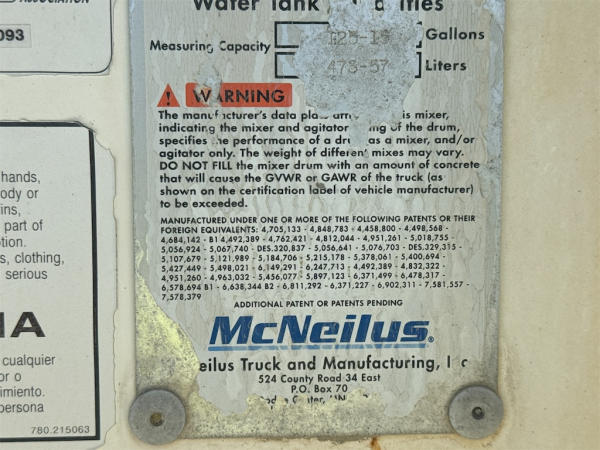 ASSOCIATION
093
Water Tank
Measuring Capacity 125-15 Gallons
473-57 Liters
WARNING
The manufacturer's data is mixer,
indicating the mixer and agitator of the drum,
specifies the performance of a as a mixer, and/or
agitator only. The weight of different mixes may vary.
DO NOT FILL the mixer drum with an amount of concrete
that will cause the GVWR or GAWR of the truck (as
shown on the certification label of vehicle manufacturer)
to be exceeded.
MANUFACTURED UNDER ONE OR MORE OF THE FOLLOWING PATENTS OR THEIR
FOREIGN EQUIVALENTS: 4,705,133 - 4,848,783 - 4,458,800 - 4,498,568 -
4,684,142 - B1 4,492,389 - 4,762,421 - 4,812,044 - 4,951,261 - 5,018,755 -
5,056,924 - 5,067,740 - DES.320,837 - 5,056,641 - 5,076,703 - DES.329,315 -
5,107,679 - 5,121,989 - 5,184,706 - 5,215,178 - 5,378,061 - 5,400,694 -
5,427,449 - 5,498,021 - 6,149,291 - 6,247,713 - 4,492,389 - 4,832,322 -
4,951,260 - 4,963,032 - 5,456,077 - 5,897,123 - 6,371,499 - 6,478,317 -
6,578,694 B1 - 6,638,344 B2 - 6,811,292 - 6,371,227 - 6,902,311 - 7,581,557 -
7,578,379
ADDITIONAL PATENT OR PATENTS PENDING
McNeilus®
eilus Truck and Manufacturing, I c
524 County Road 34 East
P.O. Box 70
Center,
hands,
ody or
ins,
part of
otion.
s, clothing,
serious
IA
cualquier
or o
imiento.
persona
780.215063